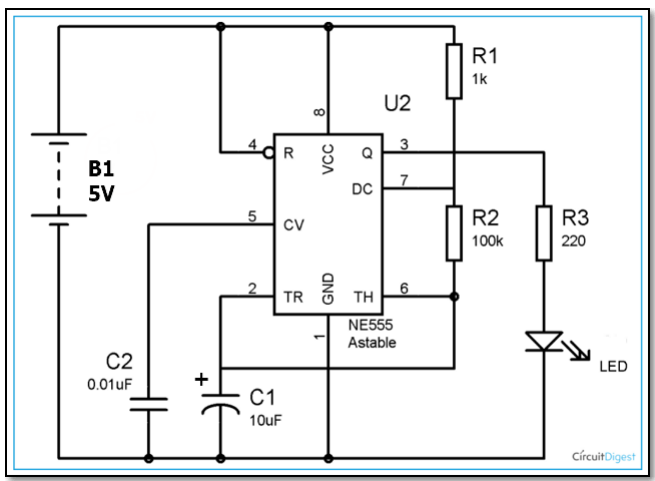 R1
1k
U2
8
4
R
VCC
Q
3
B1
5V
DC
7
5
CV
R2
100k
R3
220
2
TR
GND
TH
6
1
NE555
Astable
C2
0.01uF
+
C1
10uF
LED
CircuitDigest